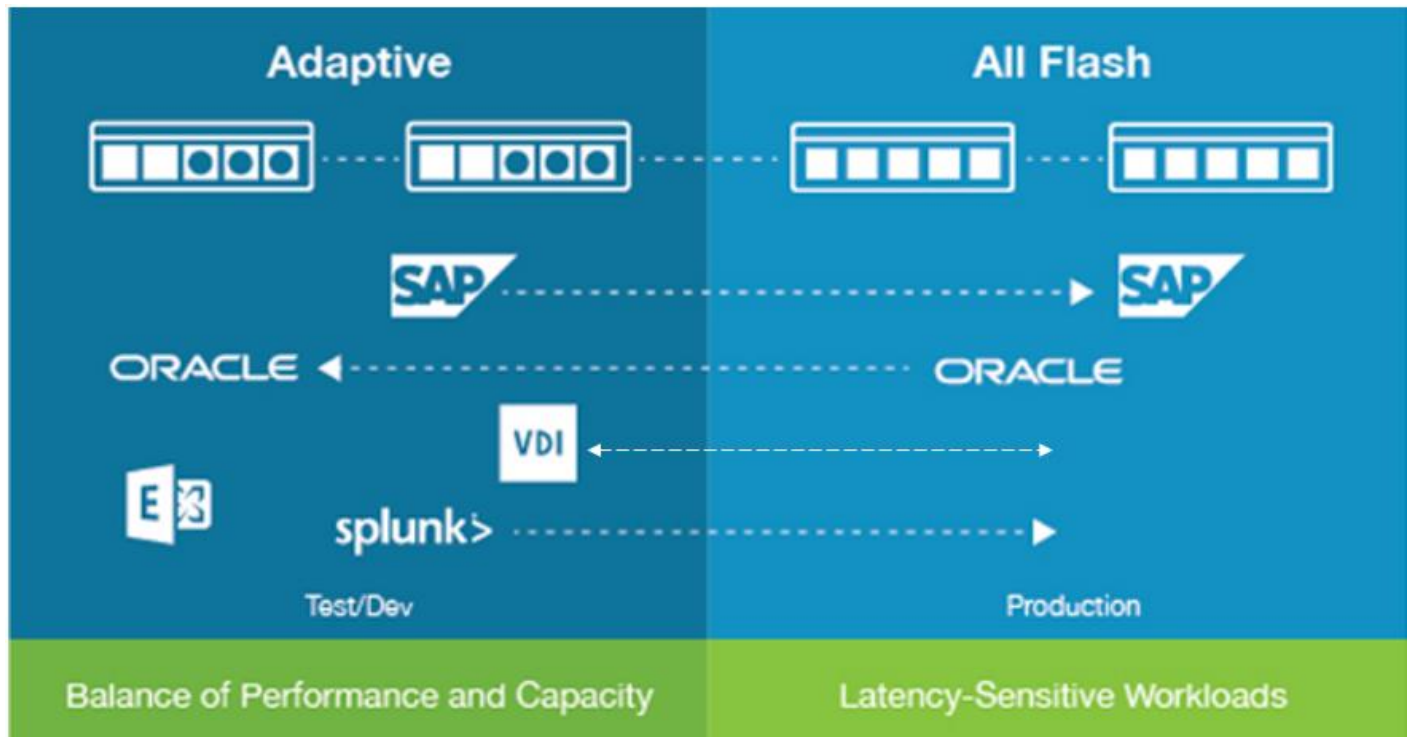 Adaptive
All Flash
SAP
SAP
ORACLE
ORACLE
VDI
E
splunk>
Test/Dev
Production
Balance of Performance and Capacity
Latency-Sensitive Workloads